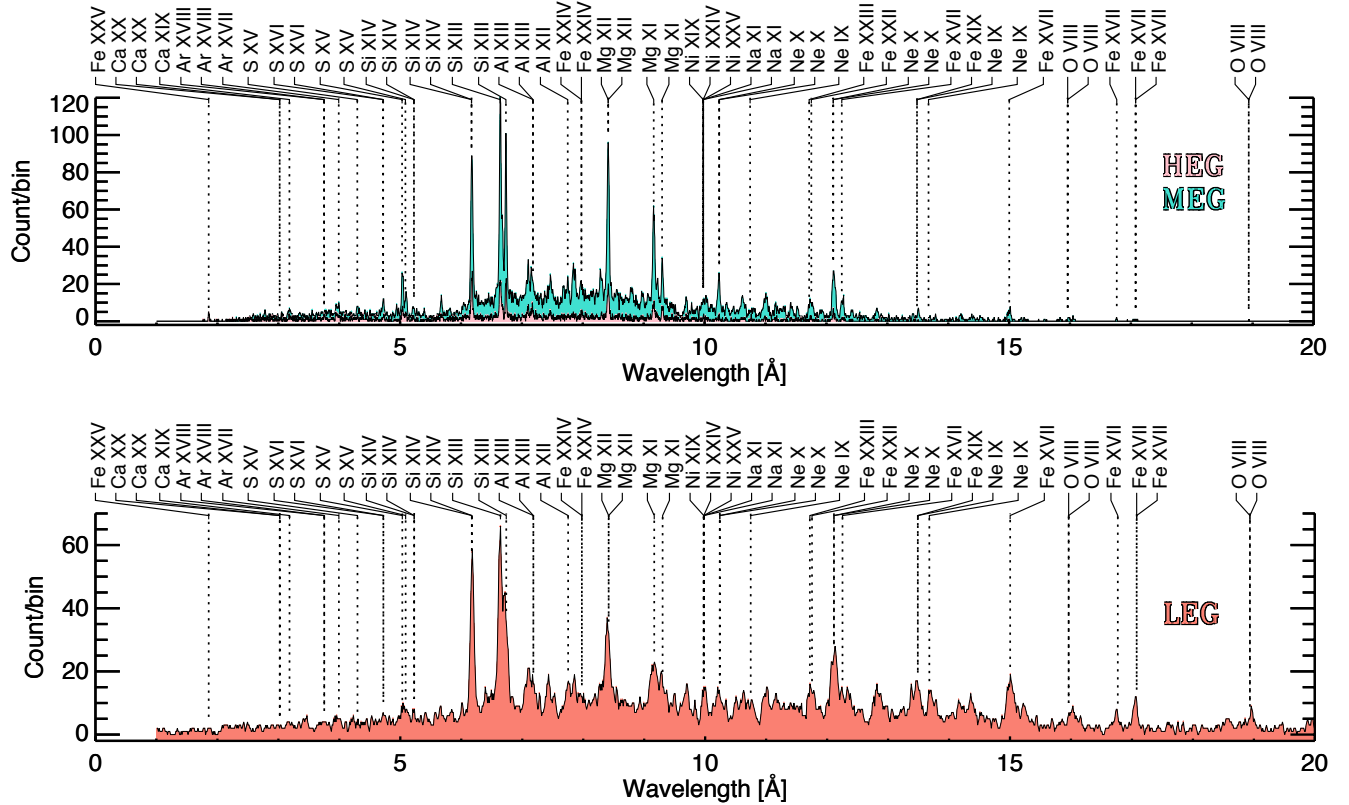 Fe XXV
Ca XX
Ca XX
Ca XIX
Ar XVIII
Ar XVIII
Ar XVII
S XV
S XVI
S XVI
S XV
S XV
Si XIV
Si XIV
Si XIV
Si XIII
Si XIII
Al XIII
Al XIII
Al XII
Fe XXIV
Fe XXIV
Mg XII
Mg XII
Mg XI
Mg XI
Ni XIX
Ni XXIV
Ni XXV
Na XI
Na XI
Ne X
Ne X
Ne IX
Fe XXIII
Fe XXII
Ne X
Ne X
Fe XVII
Fe XIX
Ne IX
Ne IX
Fe XVII
O VIII
O VIII
Fe XVII
Fe XVII
Fe XVII
O VIII
O VIII
Count/bin
120
100
80
60
40
20
0
HEG
MEG
0 5 10 15 20
Wavelength [Å]
Fe XXV
Ca XX
Ca XX
Ca XIX
Ar XVIII
Ar XVIII
Ar XVII
S XV
S XVI
S XVI
S XV
S XV
Si XIV
Si XIV
Si XIV
Si XIII
Si XIII
Al XIII
Al XIII
Al XII
Fe XXIV
Fe XXIV
Mg XII
Mg XII
Mg XI
Mg XI
Ni XIX
Ni XXIV
Ni XXV
Na XI
Na XI
Ne X
Ne X
Ne IX
Fe XXIII
Fe XXII
Ne X
Ne X
Fe XVII
Fe XIX
Ne IX
Ne IX
Fe XVII
O VIII
O VIII
Fe XVII
Fe XVII
Fe XVII
O VIII
O VIII
Count/bin
60
40
20
0
LEG
0 5 10 15 20
Wavelength [Å]